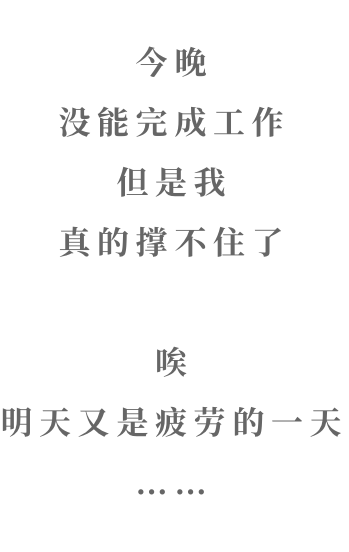 今晚
没能完成工作
但是我
真的撑不住了
唉
明天又是疲劳的一天
……